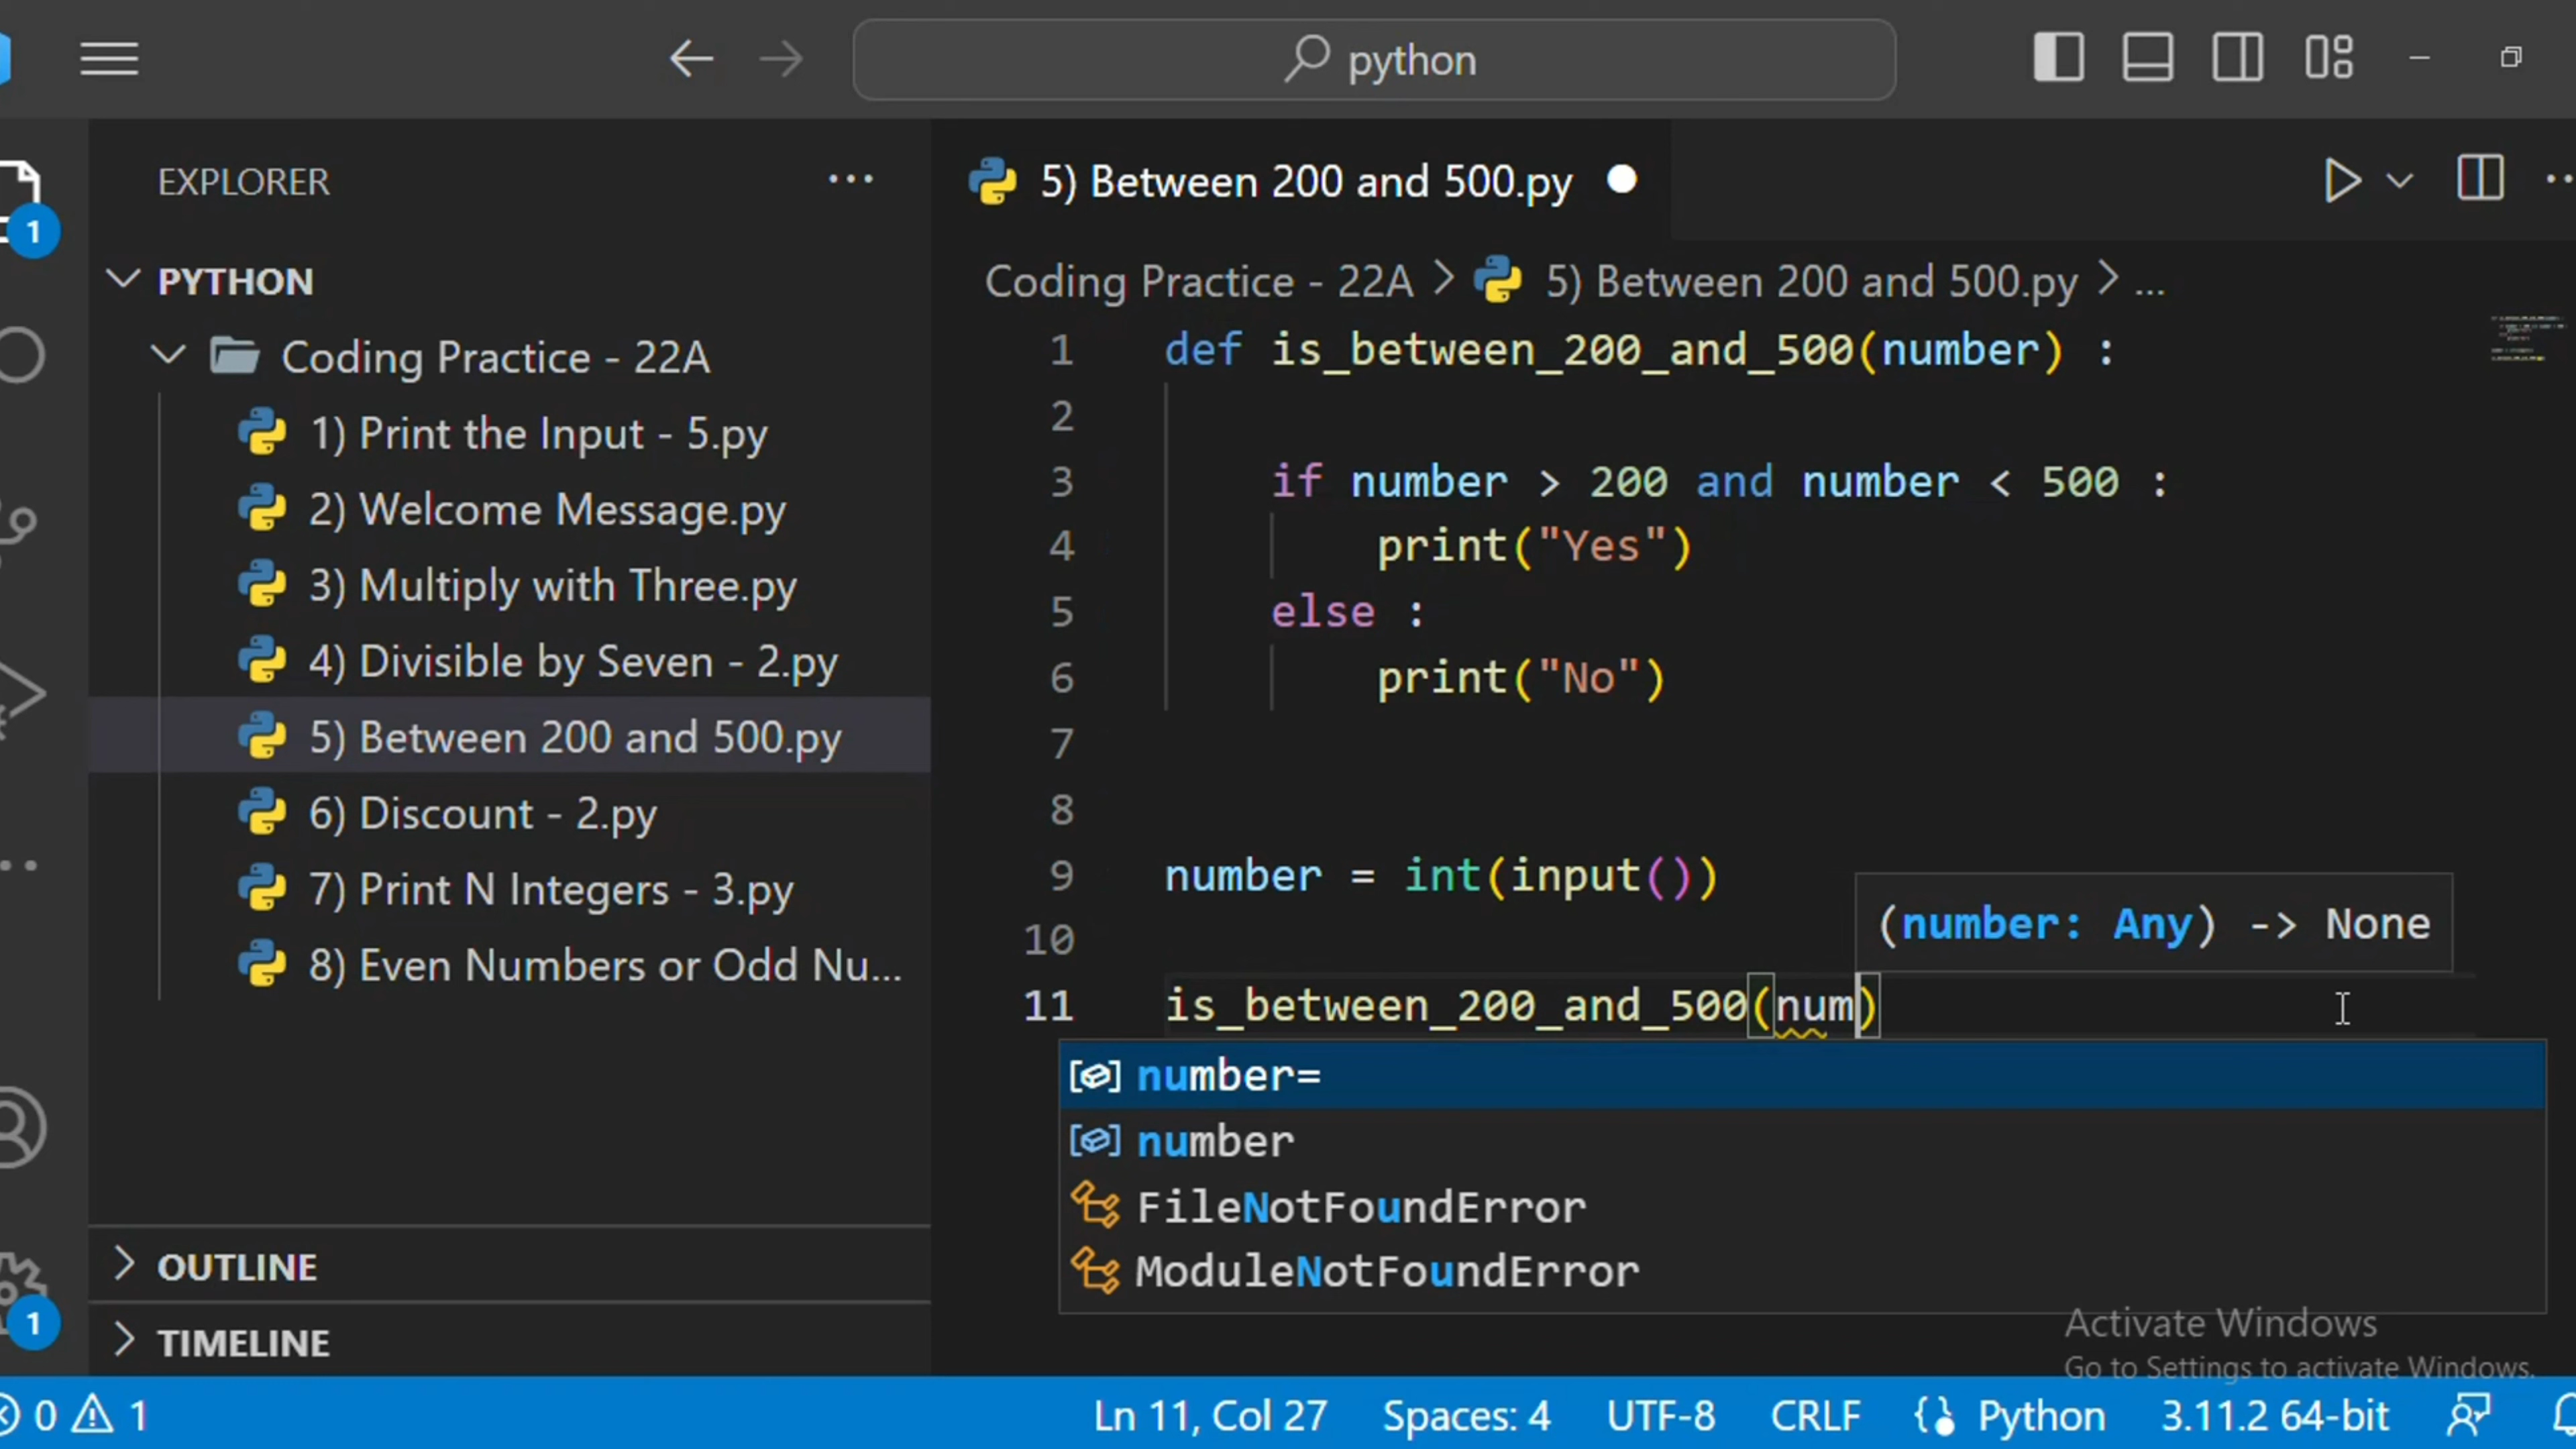 python
EXPLORER
5) Between 200 and 500.py
1
PYTHON
Coding Practice - 22A
1) Print the Input - 5.py
2) Welcome Message.py
3) Multiply with Three.py
4) Divisible by Seven - 2.py
5) Between 200 and 500.py
6) Discount - 2.py
7) Print N Integers - 3.py
8) Even Numbers or Odd Nu...
OUTLINE
TIMELINE
1
Coding Practice - 22A > 5) Between 200 and 500.py > ...
1 def is_between_200_and_500(number) :
2
3 if number > 200 and number < 500 :
4 print("Yes")
5 else :
6 print("No")
7
8
9 number = int(input())
10
(number: Any) -> None
11 is_between_200_and_500(num)
number=
number
FileNotFoundError
ModuleNotFoundError
Activate Windows
Go to Settings to activate Windows.
0 1 Ln 11, Col 27 Spaces: 4 UTF-8 CRLF Python 3.11.2 64-bit